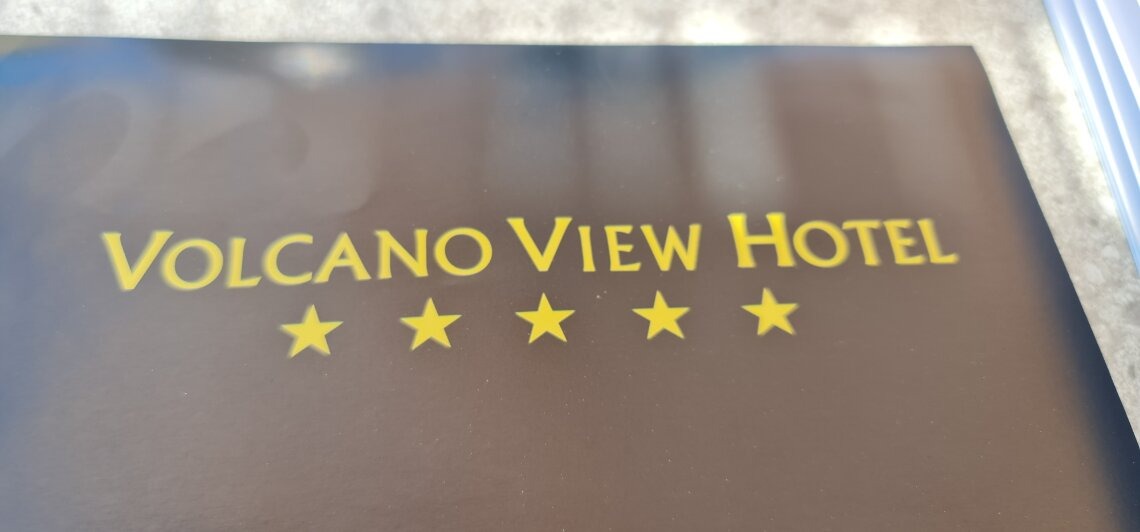 VOLCANO VIEW HOTEL
★ ★ ★ ★ ★